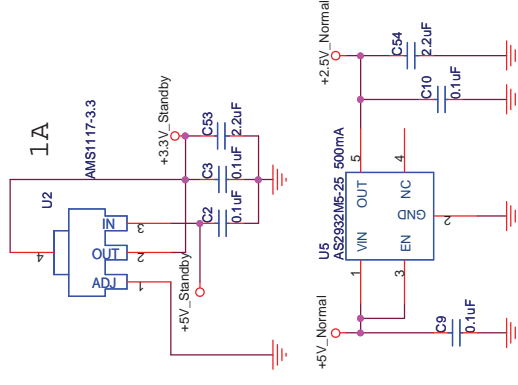 1A
AMS1117-3.3
U2
4
IN
OUT
ADJ
3
2
1
+3.3V_Standby
+5V_Standby
C2
0.1uF
C3
0.1uF
C53
2.2uF
+5V_Normal
+2.5V_Normal
U5
AS2932M5-25 500mA
1
VIN
OUT
5
3
EN
NC
4
GND
2
C9
0.1uF
C10
0.1uF
C54
2.2uF